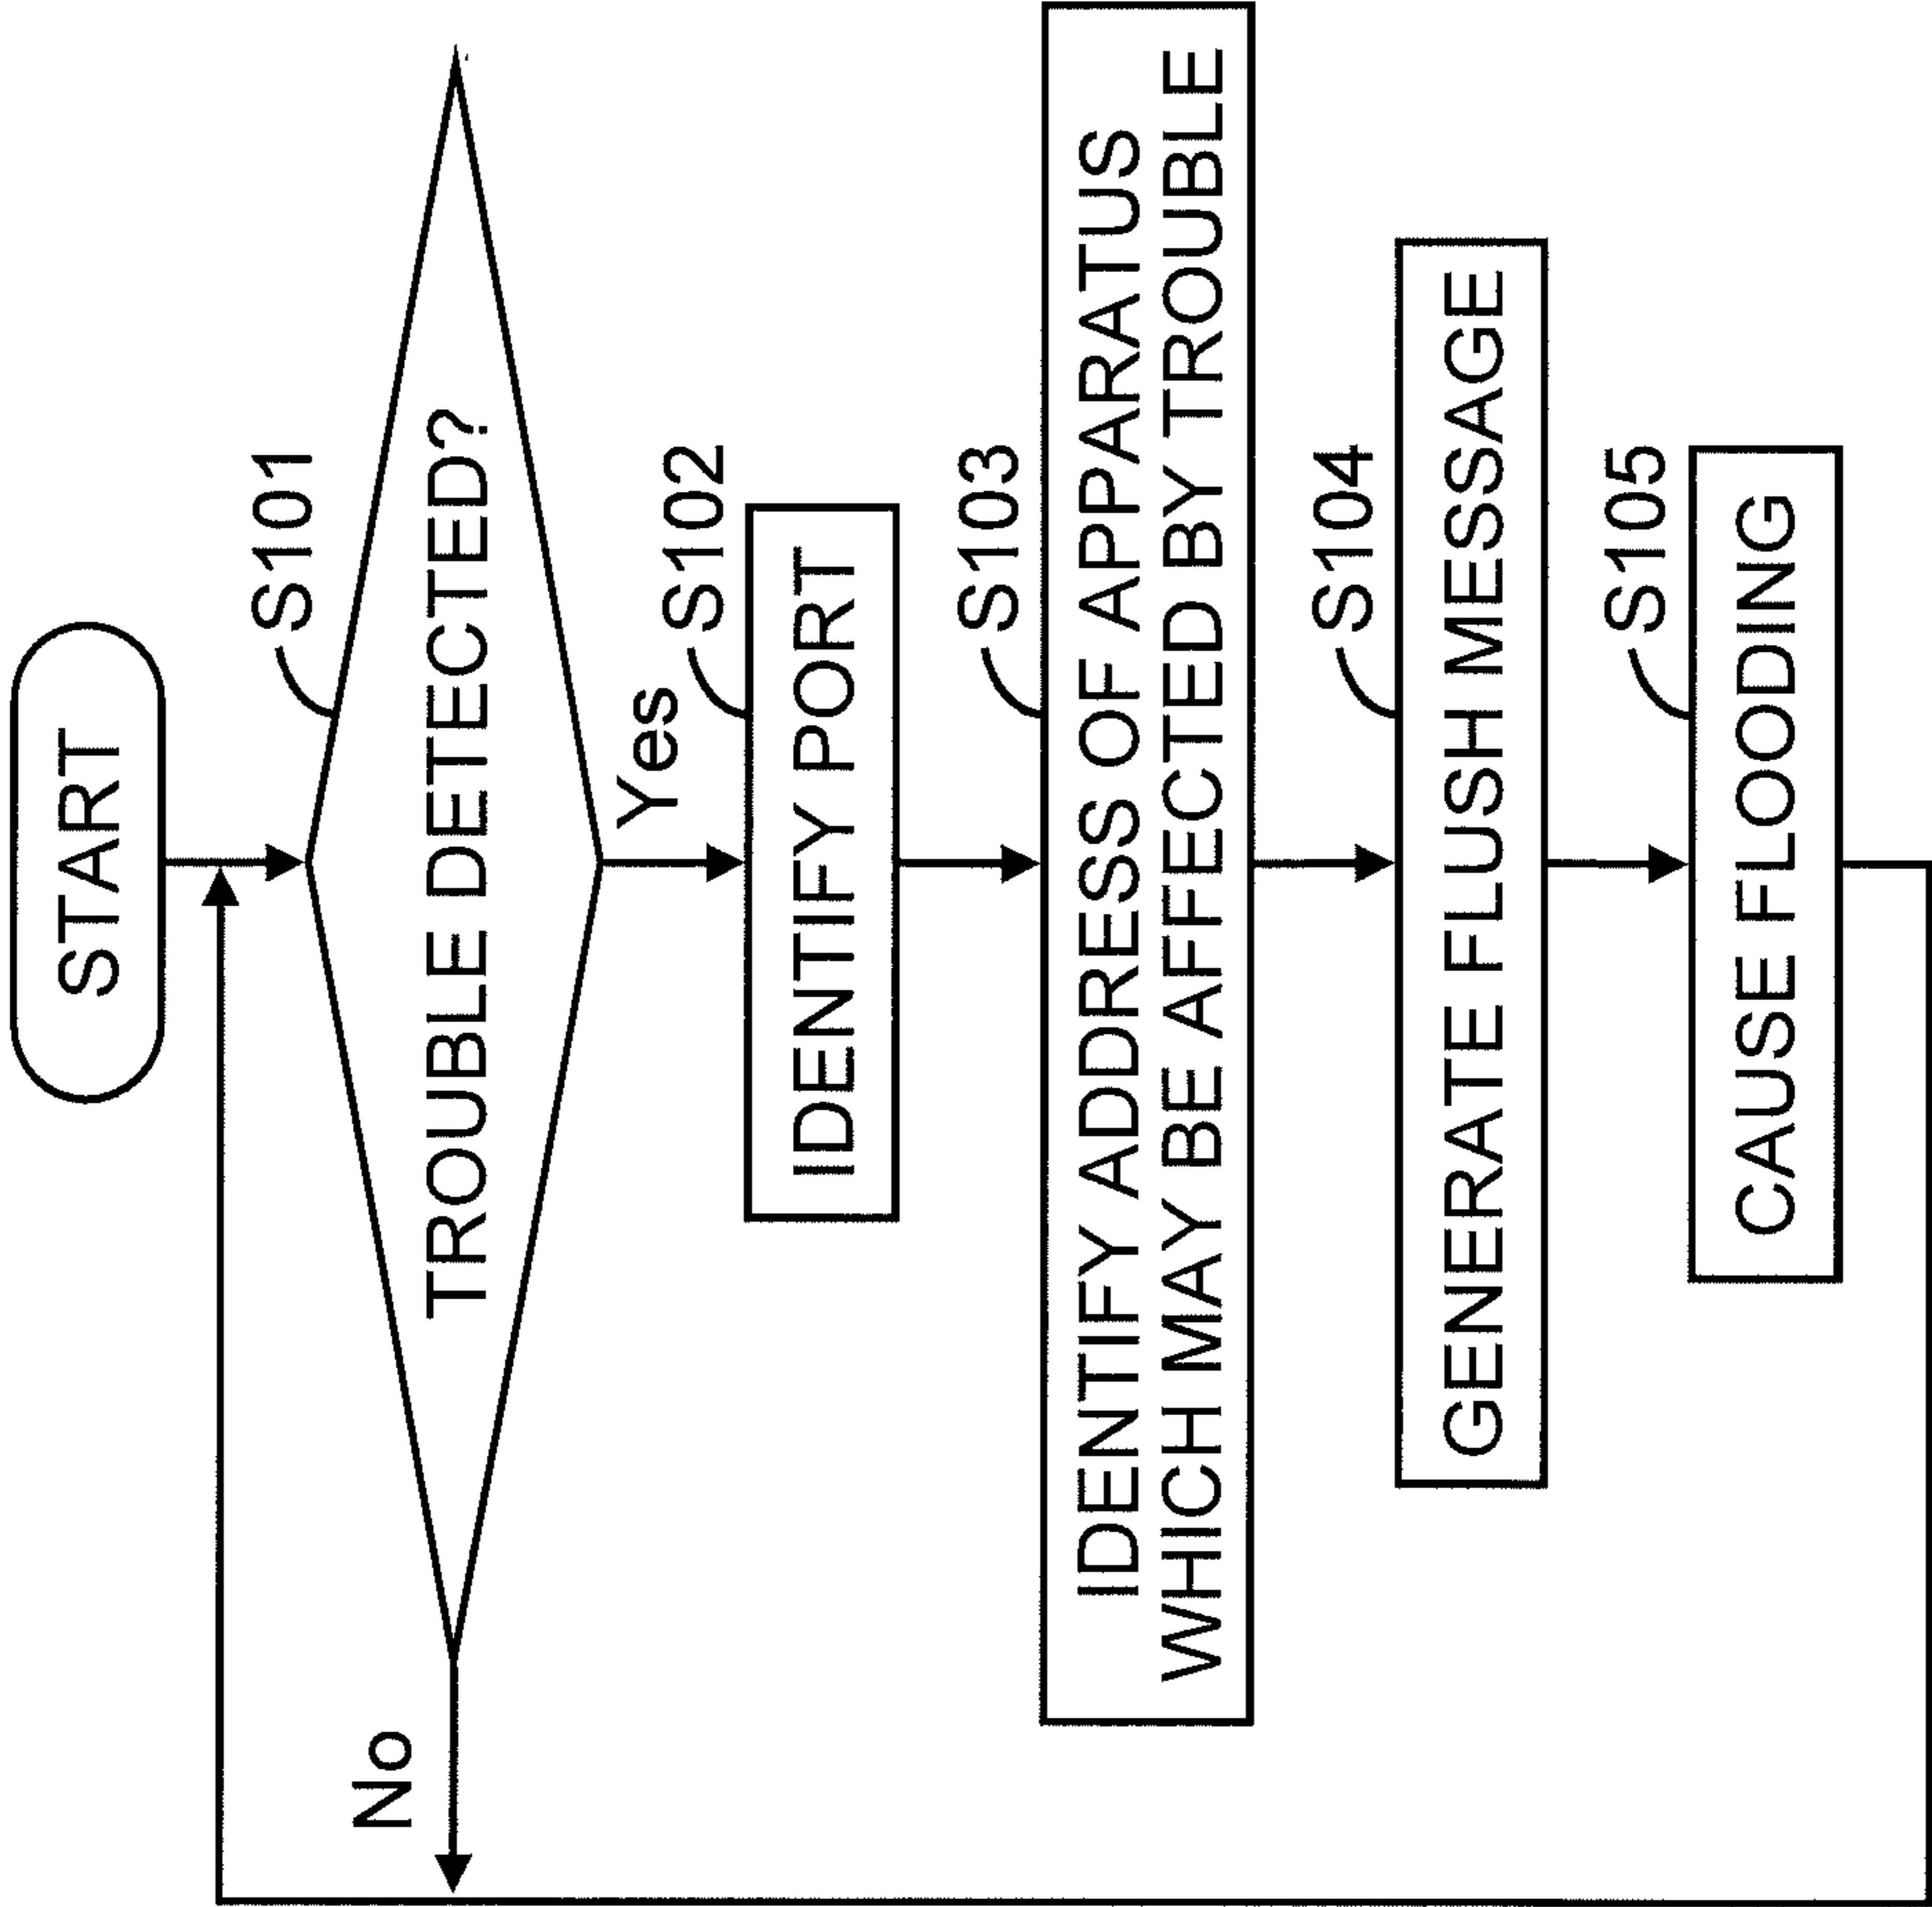 START
S101
TROUBLE DETECTED?
No
Yes
S102
IDENTIFY PORT
S103
IDENTIFY ADDRESS OF APPARATUS
WHICH MAY BE AFFECTED BY TROUBLE
S104
GENERATE FLUSH MESSAGE
S105
CAUSE FLOODING